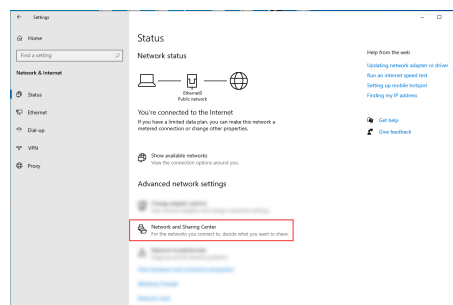 Settings
Home
Find a setting
Network & Internet
Status
Ethernet
Dial-up
VPN
Proxy
Status
Network status
Ethernet0
Public network
You're connected to the Internet
If you have a limited data plan, you can make this network a
metered connection or change other properties.
Show available networks
View the connection options around you.
Advanced network settings
Network and Sharing Center
For the networks you connect to, decide what you want to share.
Help from the web
Updating network adapter or driver
Run an internet speed test
Setting up mobile hotspot
Finding my IP address
Get help
Give feedback